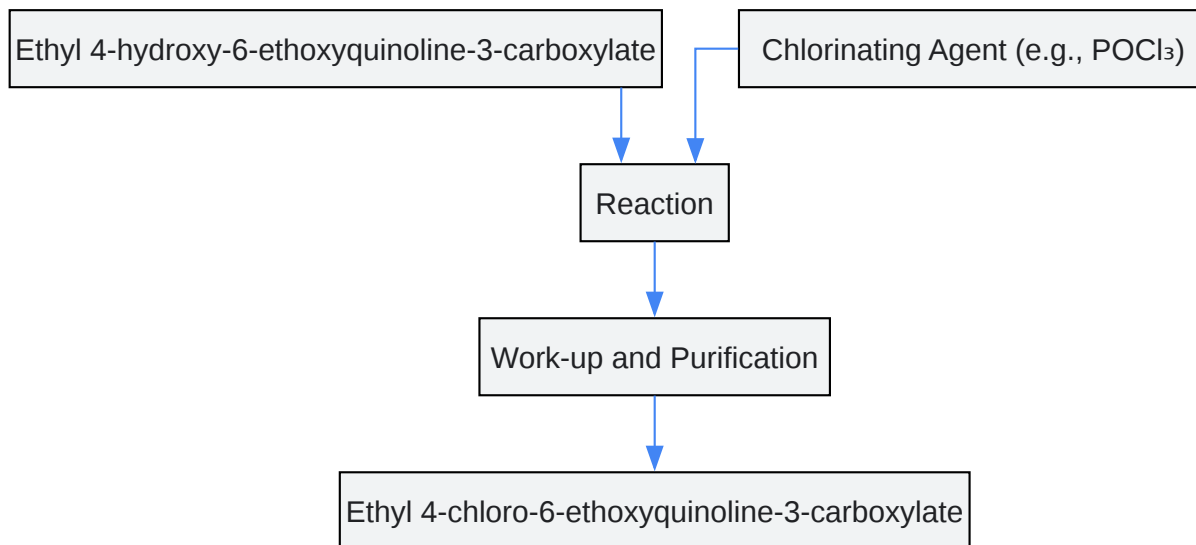 Ethyl 4-hydroxy-6-ethoxyquinoline-3-carboxylate
Chlorinating Agent (e.g., POCl₃)
Reaction
Work-up and Purification
Ethyl 4-chloro-6-ethoxyquinoline-3-carboxylate